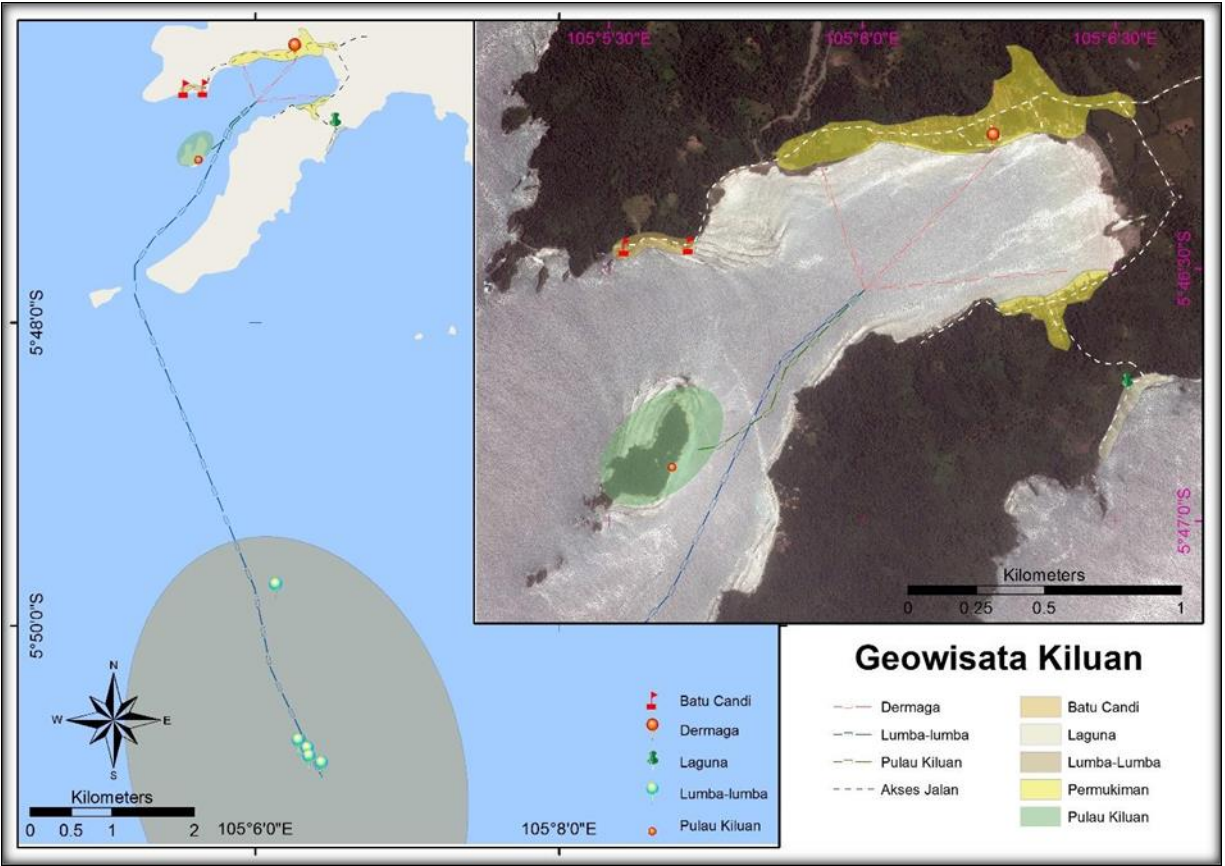 105°5'30"E
105°6'0"E
105°6'30"E
5°46'30"S
5°47'0"S
Kilometers
0 0.25 0.5 1
5°48'0"S
5°50'0"S
N
W E
S
Kilometers
0 0.5 1 2
105°6'0"E
105°8'0"E
Batu Candi
Dermaga
Laguna
Lumba-lumba
Pulau Kiluan
Geowisata Kiluan
Dermaga
Lumba-lumba
Pulau Kiluan
Akses Jalan
Batu Candi
Laguna
Lumba-Lumba
Permukiman
Pulau Kiluan